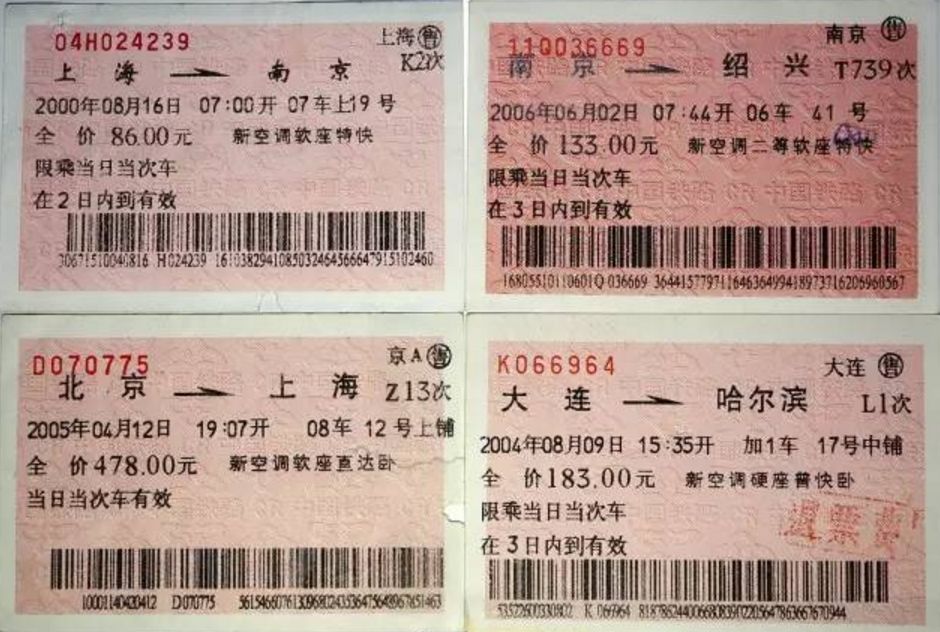 04H024239 上海 售
上 海 → 南 京 K2次
2000年08月16日 07:00开 07车上19号
全 价 86.00元 新空调软座特快
限乘当日当次车
在2日内到有效
11Q036669 南京 售
南 京 → 绍 兴 T739次
2006年06月02日 07:44开 06车 41 号
全 价 133.00元 新空调二等软座特快
限乘当日当次车
在3日内到有效
D070775 京A 售
北 京 → 上 海 Z13次
2005年04月12日 19:07开 08车 12号上铺
全 价 478.00元 新空调软座直达卧
当日当次车有效
10001140420412 D070775
K066964 大连 售
大 连 → 哈尔滨 L1次
2004年08月09日 15:35开 加1车 17号中铺
全 价 183.00元 新空调硬座普快卧
限乘当日当次车
退票费
在3日内到有效